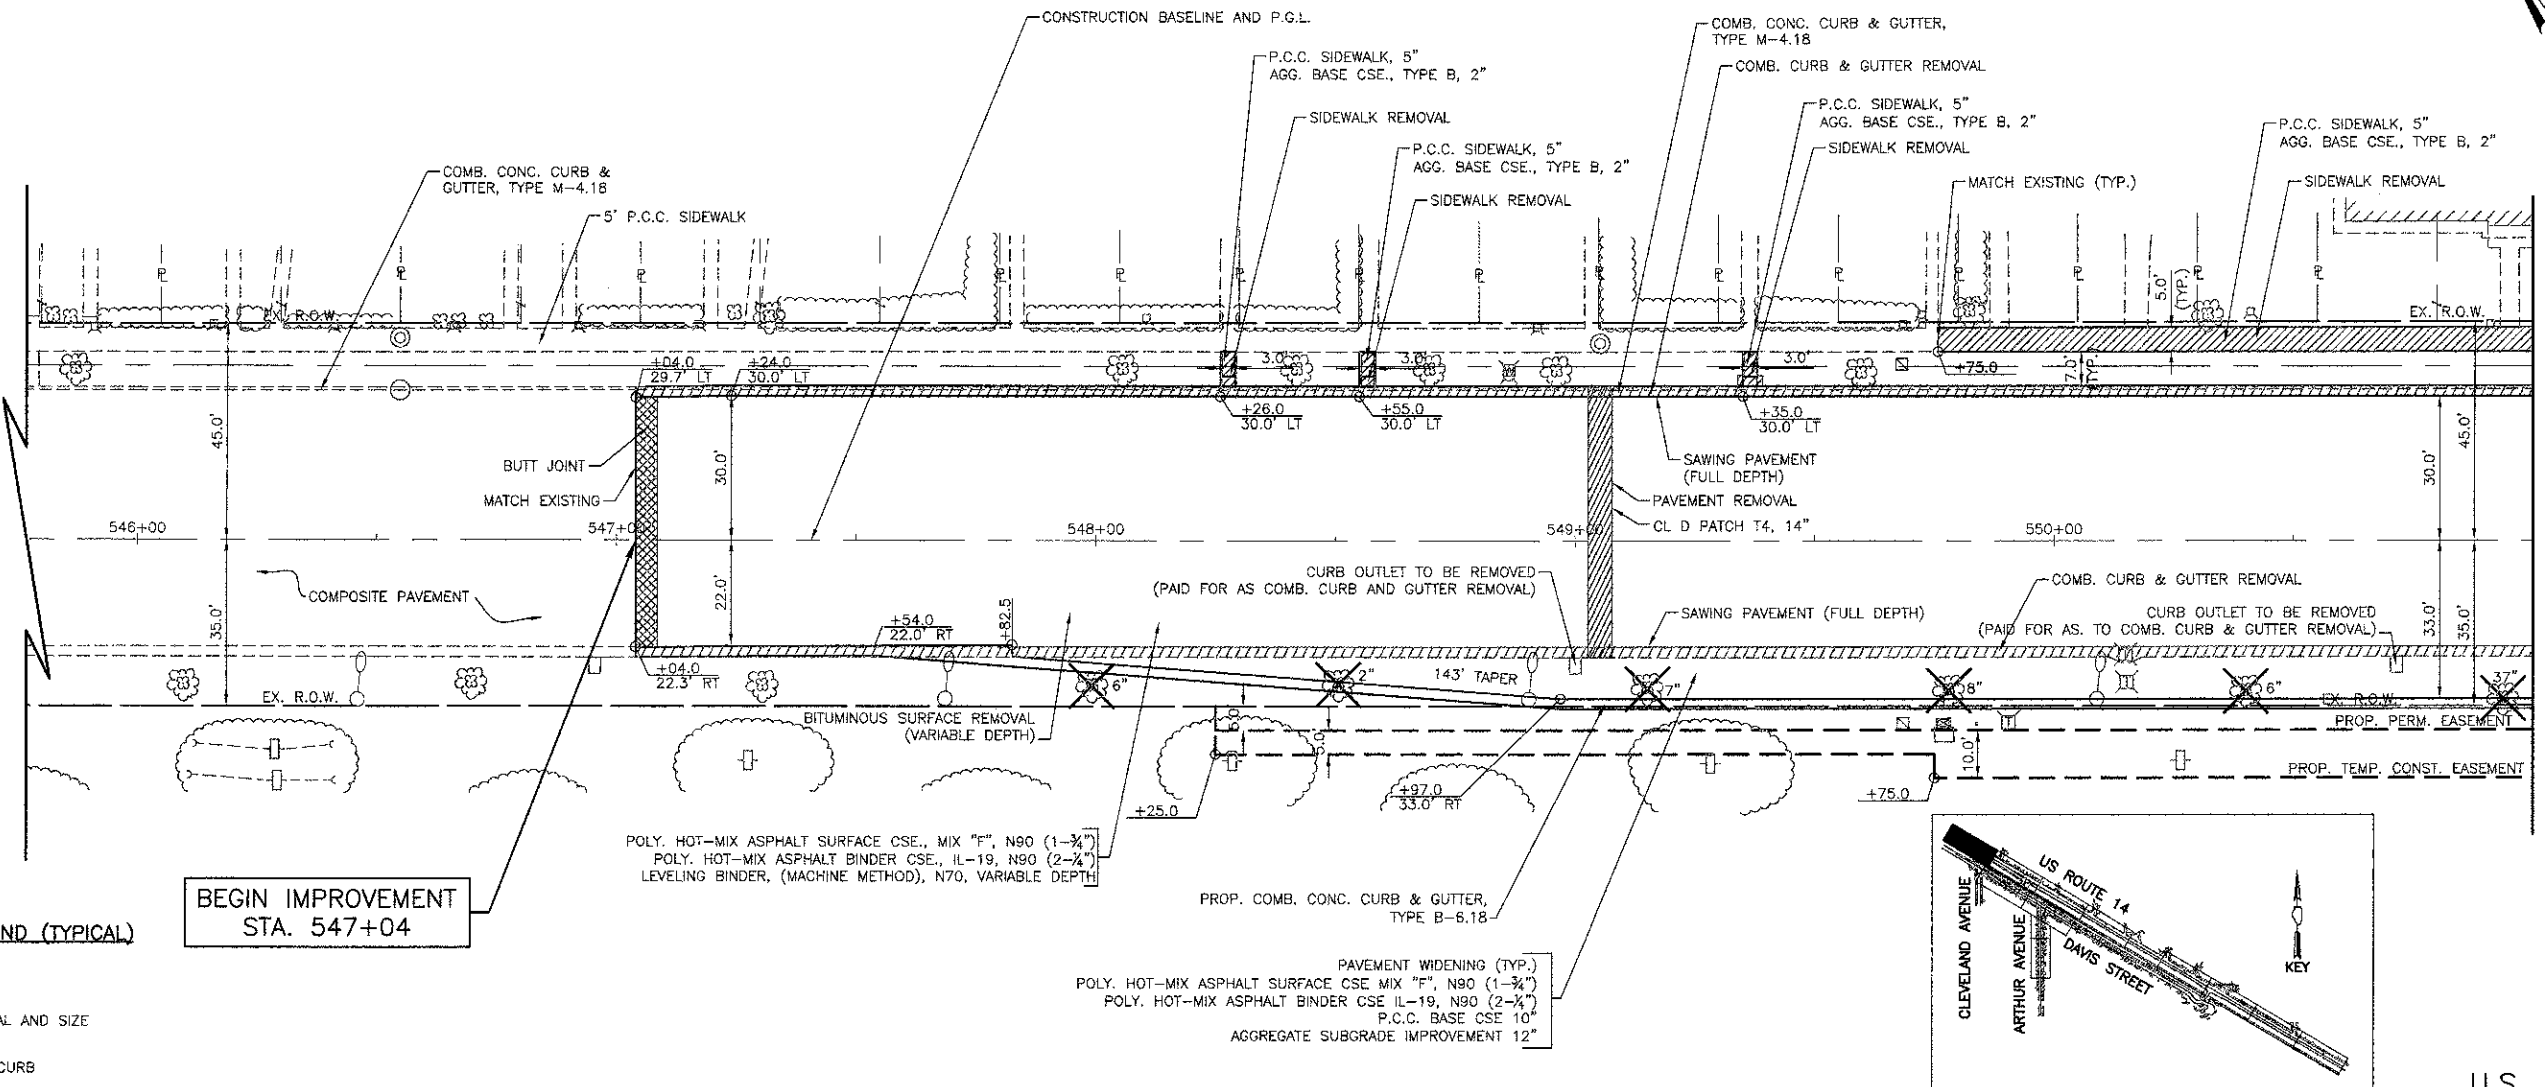 CONSTRUCTION BASELINE AND P.G.L.
COMB. CONC. CURB & GUTTER,
TYPE M-4.18
P.C.C. SIDEWALK, 5"
AGG. BASE CSE., TYPE B, 2"
COMB. CURB & GUTTER REMOVAL
P.C.C. SIDEWALK, 5"
AGG. BASE CSE., TYPE B, 2"
SIDEWALK REMOVAL
P.C.C. SIDEWALK, 5"
AGG. BASE CSE., TYPE B, 2"
P.C.C. SIDEWALK, 5"
AGG. BASE CSE., TYPE B, 2"
SIDEWALK REMOVAL
COMB. CONC. CURB &
GUTTER, TYPE M-4.18
MATCH EXISTING (TYP.)
SIDEWALK REMOVAL
SIDEWALK REMOVAL
5' P.C.C. SIDEWALK
5.0'
(TYP.)
EX. R.O.W.
EX. R.O.W.
+04.0
29.7' LT
+24.0
30.0' LT
3.0'
3.0'
3.0'
+75.0
7.0'
TYP.
+26.0
30.0' LT
+55.0
30.0' LT
+35.0
30.0' LT
45.0'
BUTT JOINT
30.0'
SAWING PAVEMENT
(FULL DEPTH)
30.0'
45.0'
MATCH EXISTING
PAVEMENT REMOVAL
CL D PATCH T4, 14"
546+00
547+0
548+00
549+
550+00
COMPOSITE PAVEMENT
35.0'
22.0'
CURB OUTLET TO BE REMOVED
(PAID FOR AS COMB. CURB AND GUTTER REMOVAL)
COMB. CURB & GUTTER REMOVAL
+54.0
22.0' RT
+82.5
SAWING PAVEMENT (FULL DEPTH)
CURB OUTLET TO BE REMOVED
(PAID FOR AS. TO COMB. CURB & GUTTER REMOVAL)
33.0'
35.0'
+04.0
22.3' RT
6"
2"
143' TAPER
7"
8"
6"
37"
EX. R.O.W.
EX. R.O.W.
BITUMINOUS SURFACE REMOVAL
(VARIABLE DEPTH)
5.0'
5.0'
PROP. PERM. EASEMENT
10.0'
PROP. TEMP. CONST. EASEMENT
+25.0
+97.0
33.0' RT
+75.0
POLY. HOT-MIX ASPHALT SURFACE CSE., MIX "F", N90 (1-¾")
POLY. HOT-MIX ASPHALT BINDER CSE., IL-19, N90 (2-¼")
LEVELING BINDER, (MACHINE METHOD), N70, VARIABLE DEPTH
BEGIN IMPROVEMENT
STA. 547+04
PROP. COMB. CONC. CURB & GUTTER,
TYPE B-6.18
ND (TYPICAL)
PAVEMENT WIDENING (TYP.)
POLY. HOT-MIX ASPHALT SURFACE CSE MIX "F", N90 (1-¾")
POLY. HOT-MIX ASPHALT BINDER CSE IL-19, N90 (2-¼")
P.C.C. BASE CSE 10"
AGGREGATE SUBGRADE IMPROVEMENT 12"
US ROUTE 14
CLEVELAND AVENUE
ARTHUR AVENUE
DAVIS STREET
KEY
AL AND SIZE
CURB